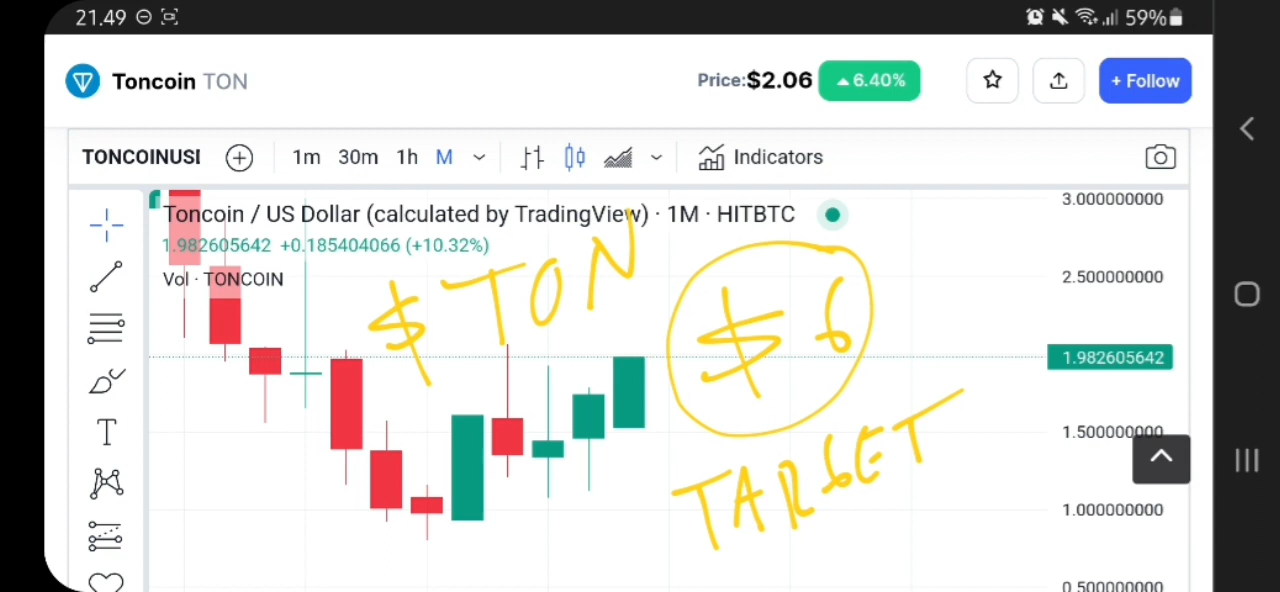 21.49 59%
Toncoin TON Price:$2.06 6.40% + Follow
TONCOINUSI 1m 30m 1h M Indicators
Toncoin / US Dollar (calculated by TradingView) · 1M · HITBTC
1.982605642 +0.185404066 (+10.32%)
Vol · TONCOIN
$ TON
$ 6
TARGET
3.000000000
2.500000000
1.982605642
1.500000000
1.000000000
0.500000000
T